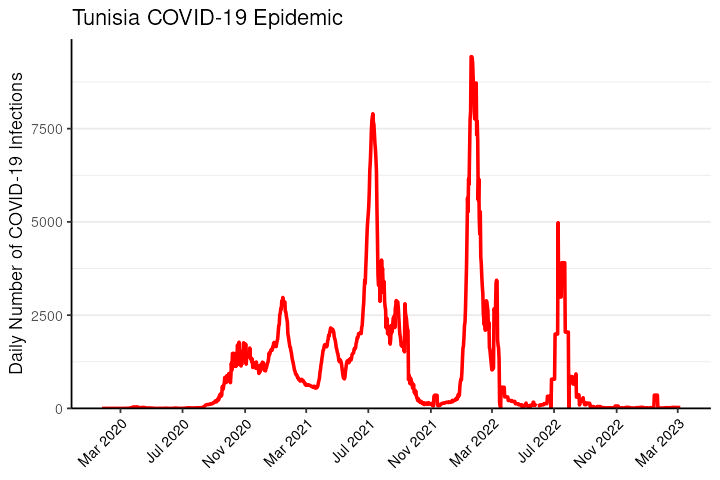 Tunisia COVID-19 Epidemic
Daily Number of COVID-19 Infections
7500
5000
2500
0
Mar 2020
Jul 2020
Nov 2020
Mar 2021
Jul 2021
Nov 2021
Mar 2022
Jul 2022
Nov 2022
Mar 2023